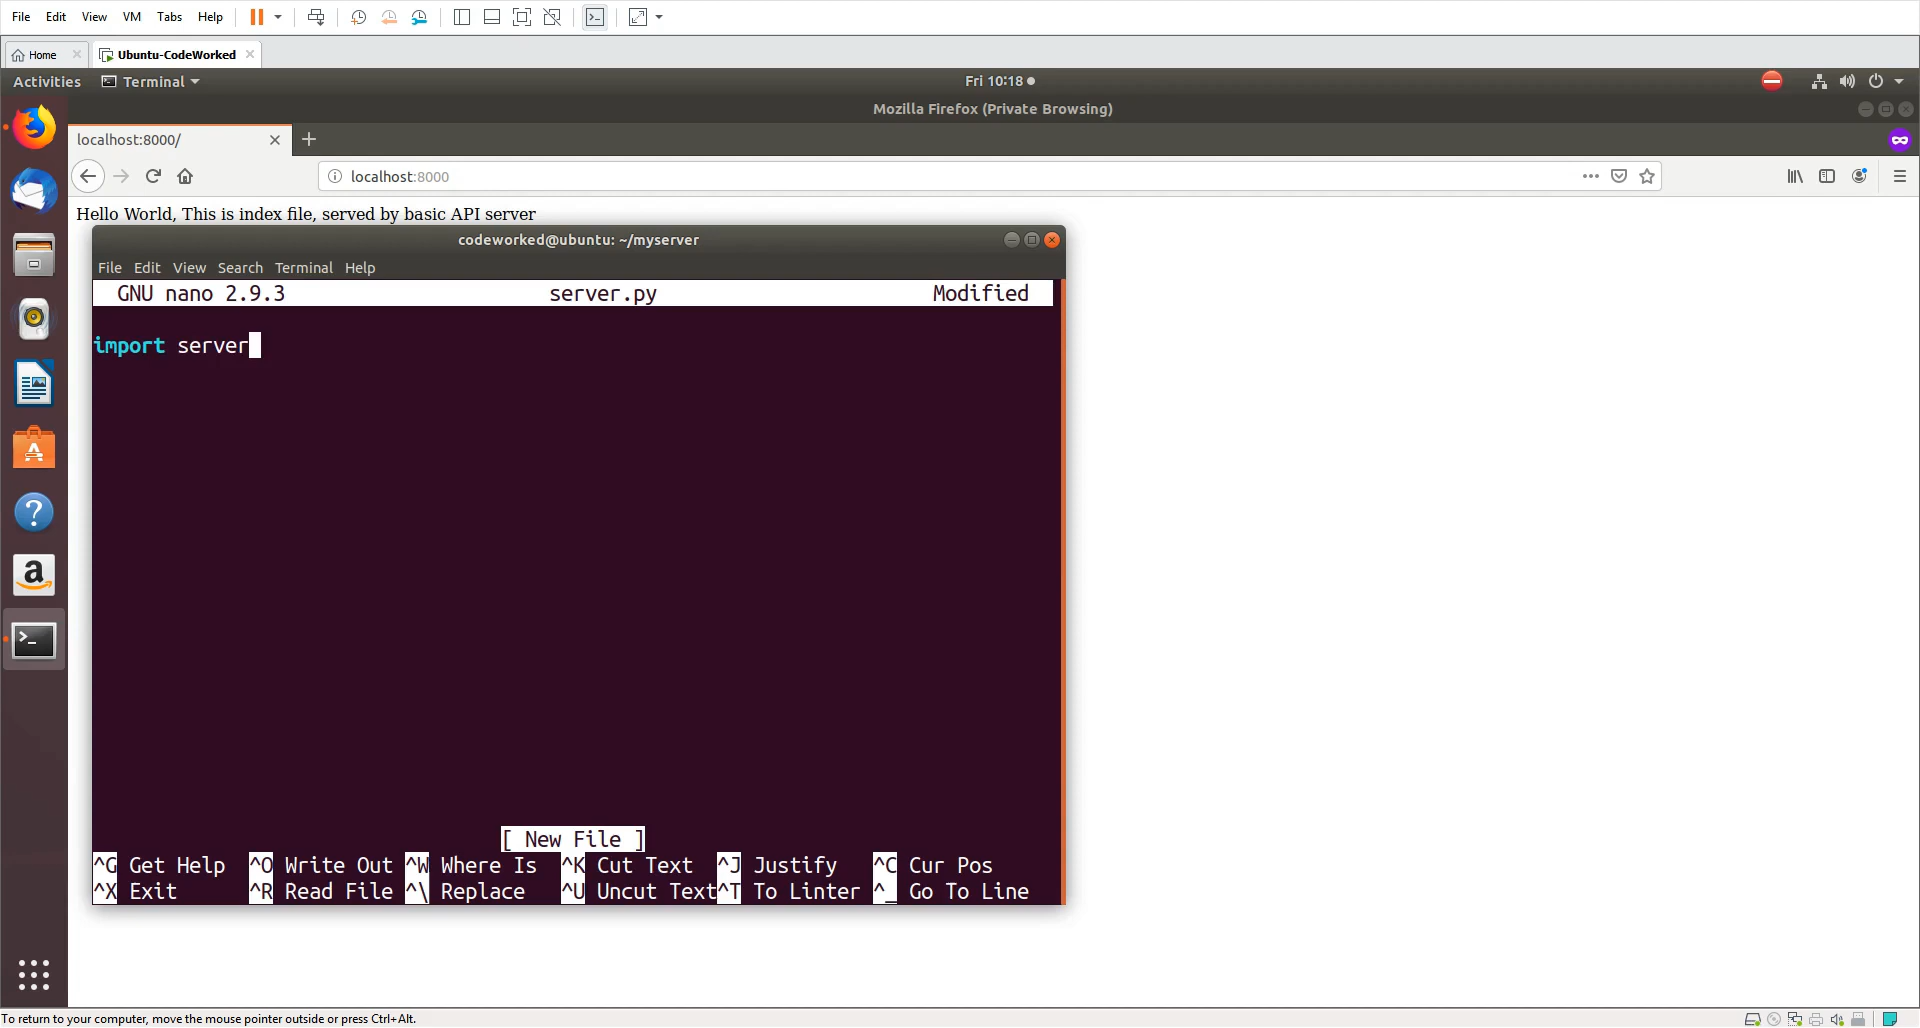 File Edit View VM Tabs Help
Home Ubuntu-CodeWorked
Activities Terminal Fri 10:18
Mozilla Firefox (Private Browsing)
localhost:8000/
localhost:8000
Hello World, This is index file, served by basic API server
codeworked@ubuntu: ~/myserver
File Edit View Search Terminal Help
GNU nano 2.9.3 server.py Modified
import server
[ New File ]
^G Get Help ^O Write Out ^W Where Is ^K Cut Text ^J Justify ^C Cur Pos
^X Exit ^R Read File ^\ Replace ^U Uncut Text^T To Linter ^_ Go To Line
To return to your computer, move the mouse pointer outside or press Ctrl+Alt.